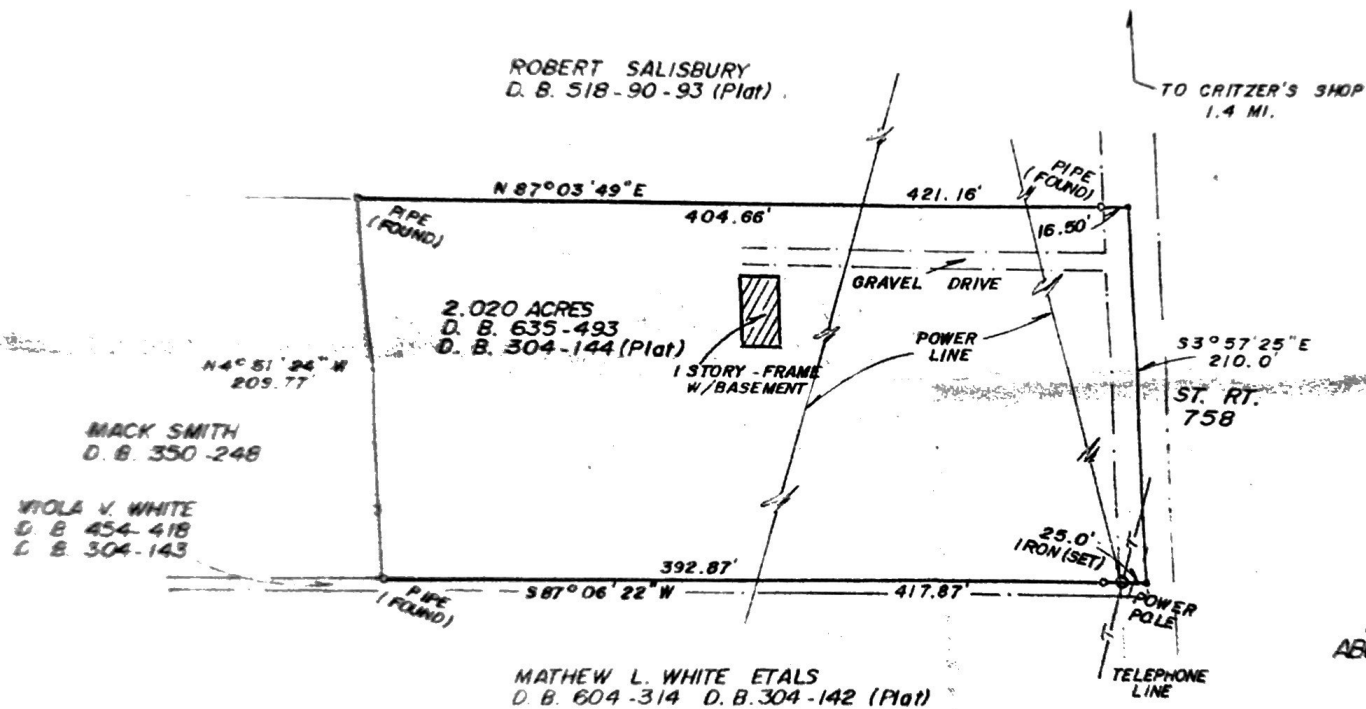 ROBERT SALISBURY
D. B. 518-90-93 (Plat)
TO CRITZER'S SHOP
1.4 MI.
N 87° 03' 49" E
421.16'
404.66'
PIPE
(FOUND)
PIPE
(FOUND)
16.50'
GRAVEL DRIVE
2.020 ACRES
D. B. 635-493
D. B. 304-144 (Plat)
1 STORY - FRAME
W/BASEMENT
POWER
LINE
N 4° 51' 24" W
209.77'
S 3° 57' 25" E
210.0'
ST. RT.
758
MACK SMITH
D. B. 350-248
VIOLA V. WHITE
D. B. 454-418
D. B. 304-143
25.0'
IRON (SET)
392.87'
S 87° 06' 22" W
417.87'
PIPE
(FOUND)
POWER
POLE
TELEPHONE
LINE
MATHEW L. WHITE ETALS
D. B. 604-314 D. B. 304-142 (Plat)